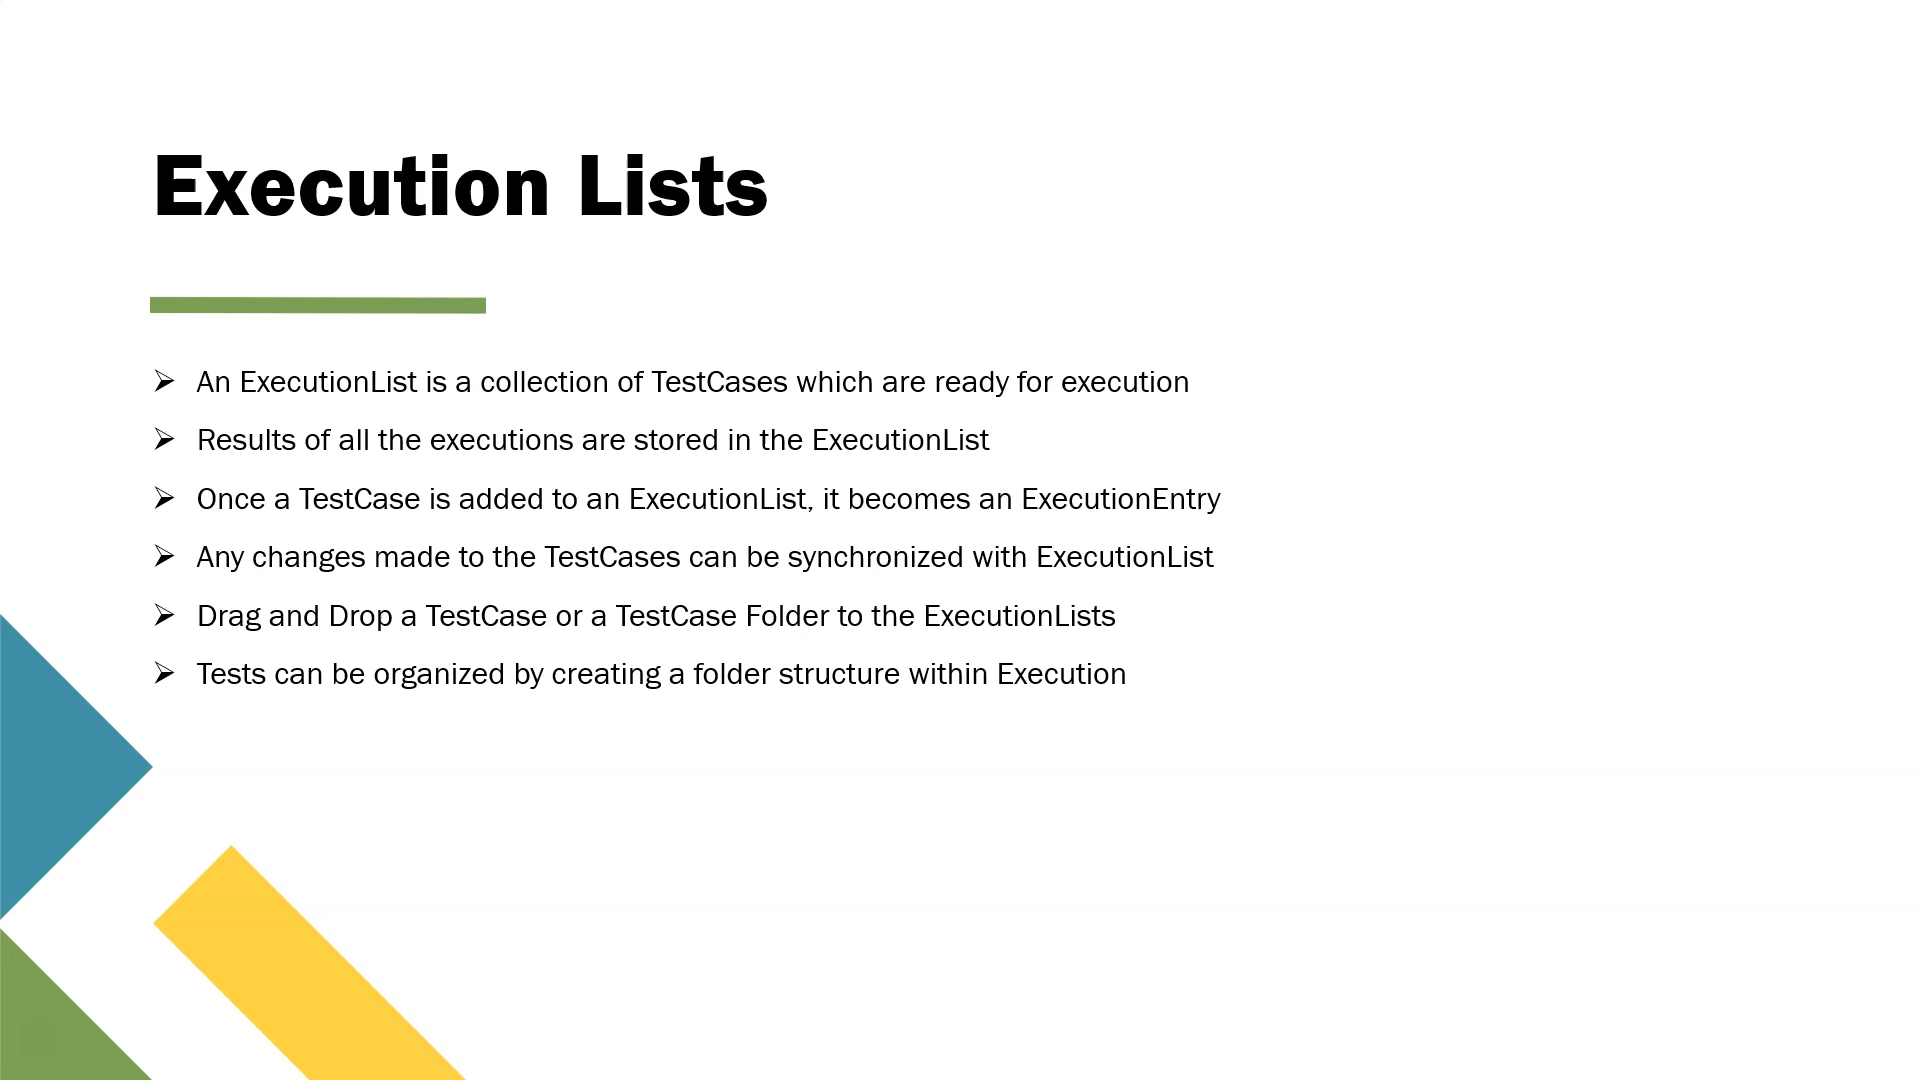 Execution Lists
An ExecutionList is a collection of TestCases which are ready for execution
Results of all the executions are stored in the ExecutionList
Once a TestCase is added to an ExecutionList, it becomes an ExecutionEntry
Any changes made to the TestCases can be synchronized with ExecutionList
Drag and Drop a TestCase or a TestCase Folder to the ExecutionLists
Tests can be organized by creating a folder structure within Execution